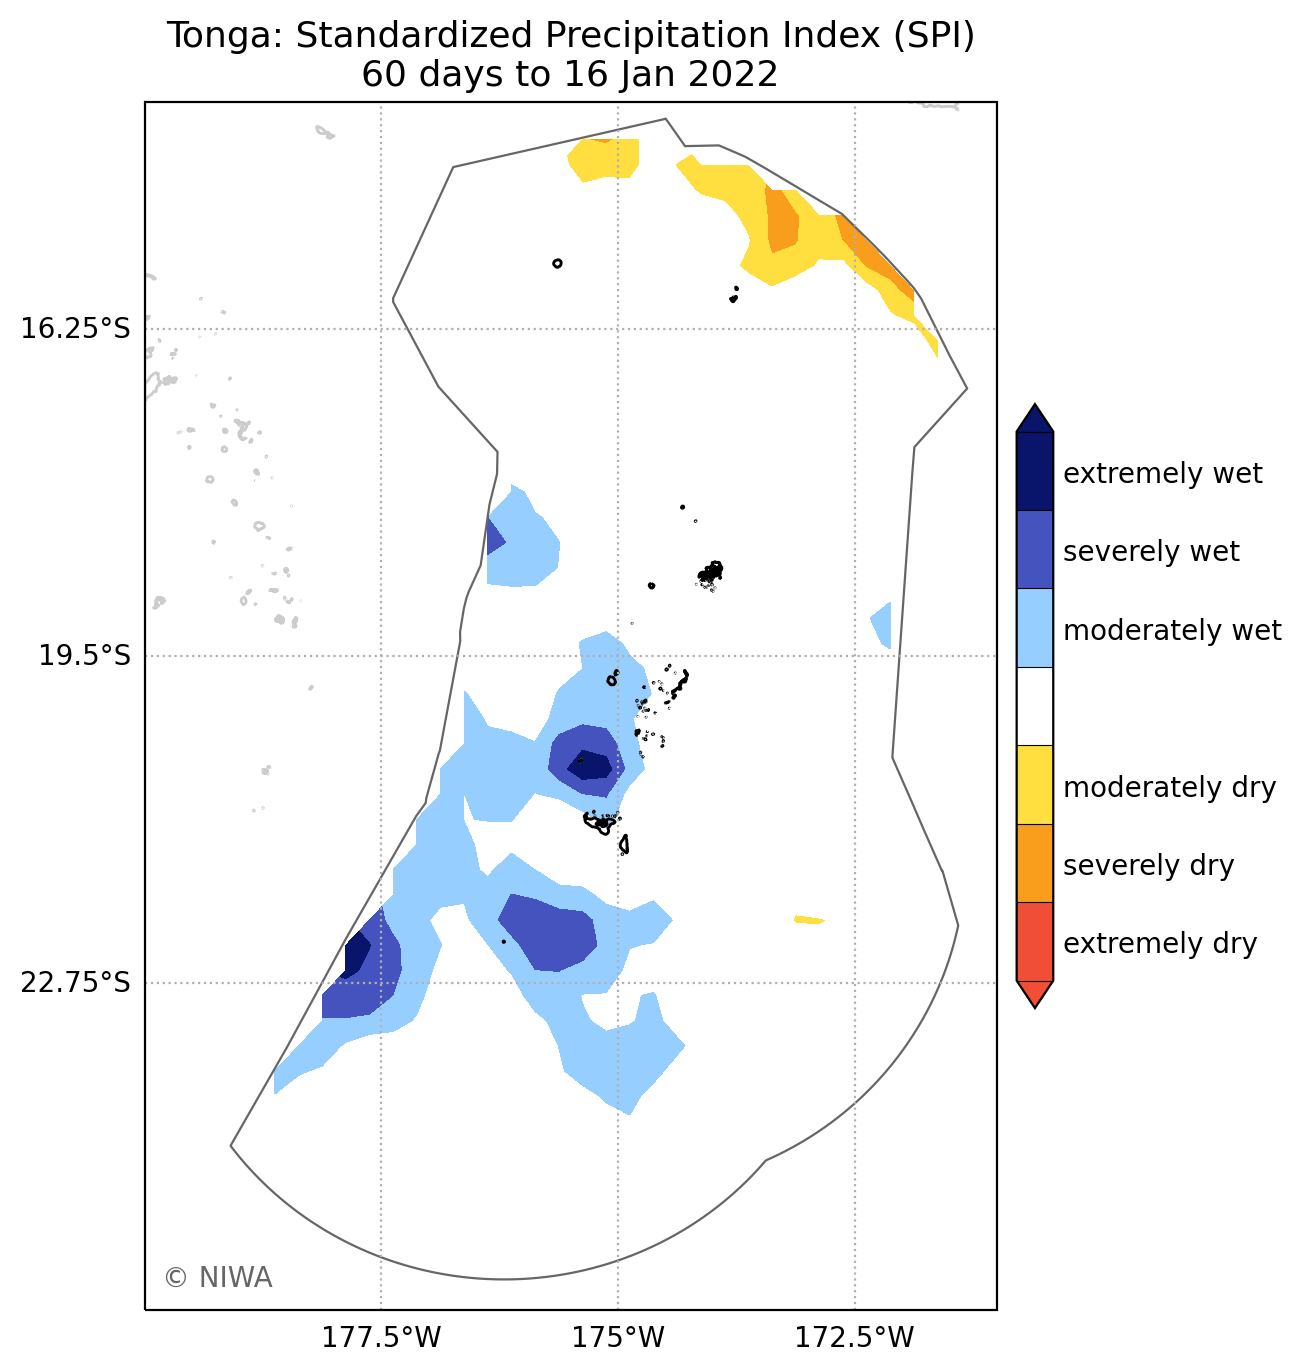 Tonga: Standardized Precipitation Index (SPI)
60 days to 16 Jan 2022
16.25°S
19.5°S
22.75°S
177.5°W
175°W
172.5°W
extremely wet
severely wet
moderately wet
moderately dry
severely dry
extremely dry
© NIWA